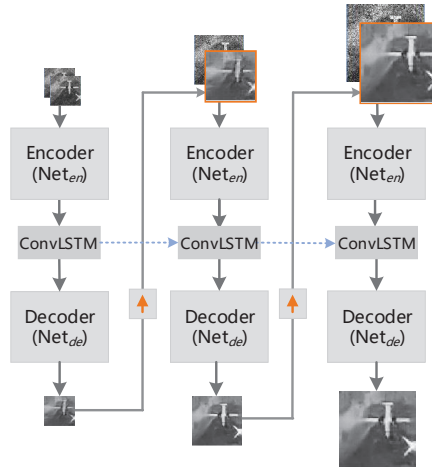 Encoder
(Net_en)
Encoder
(Net_en)
Encoder
(Net_en)
ConvLSTM
ConvLSTM
ConvLSTM
Decoder
(Net_de)
Decoder
(Net_de)
Decoder
(Net_de)